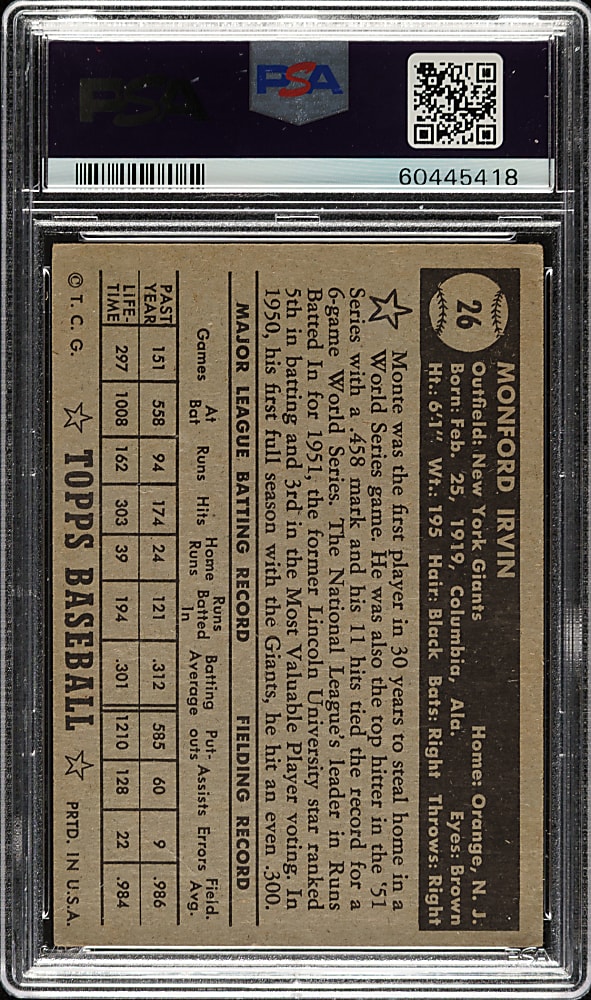 PSA
PSA
60445418
26
MONFORD IRVIN
Outfield: New York Giants Home: Orange, N. J.
Born: Feb. 25, 1919, Columbia, Ala. Eyes: Brown
Ht.: 6'1" Wt.: 195 Hair: Black Bats: Right Throws: Right
Monte was the first player in 30 years to steal home in a
World Series game. He was also the top hitter in the '51
Series with a .458 mark and his 11 hits tied the record for a
6-game World Series. The National League's leader in Runs
Batted In for 1951, the former Lincoln University star ranked
5th in batting and 3rd in the Most Valuable Player voting. In
1950, his first full season with the Giants, he hit an even .300.
MAJOR LEAGUE BATTING RECORD FIELDING RECORD
Games At Bat Runs Hits Home Runs Runs Batted In Batting Average Put-outs Assists Errors Field. Avg.
PAST YEAR 151 558 94 174 24 121 .312 585 60 9 .986
LIFE-TIME 297 1008 162 303 39 194 .301 1210 128 22 .984
© T. C. G. ☆ TOPPS BASEBALL ☆ PRTD. IN U.S.A.